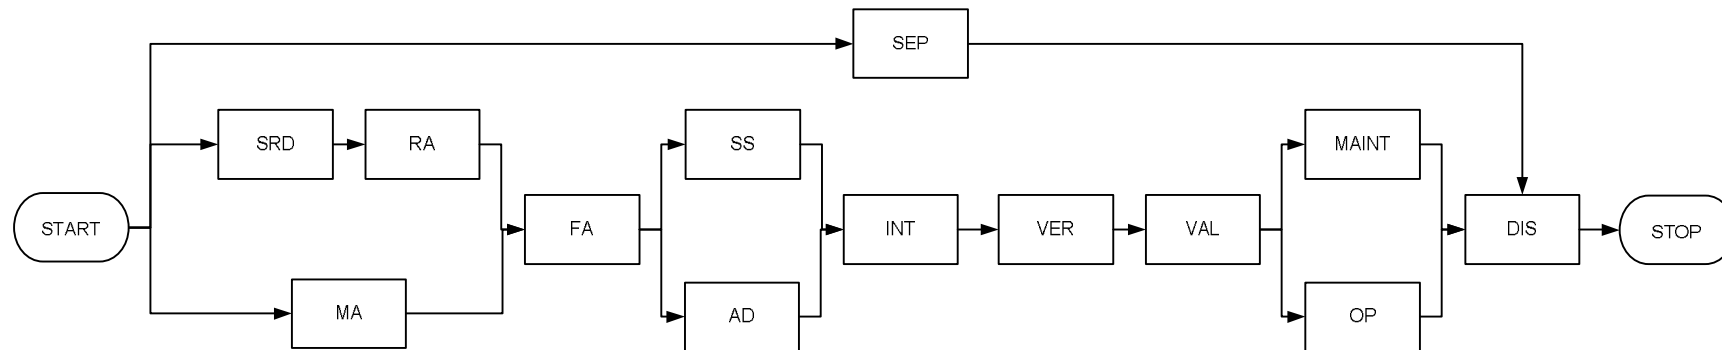 SEP
SRD
RA
SS
MAINT
START
FA
INT
VER
VAL
DIS
STOP
MA
AD
OP